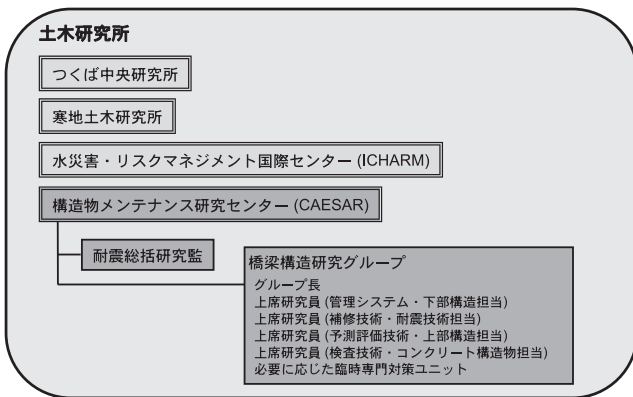 土木研究所
つくば中央研究所
寒地土木研究所
水災害・リスクマネジメント国際センター (ICHARM)
構造物メンテナンス研究センター (CAESAR)
耐震総括研究監
橋梁構造研究グループ
グループ長
上席研究員 (管理システム・下部構造担当)
上席研究員 (補修技術・耐震技術担当)
上席研究員 (予測評価技術・上部構造担当)
上席研究員 (検査技術・コンクリート構造物担当)
必要に応じた臨時専門対策ユニット